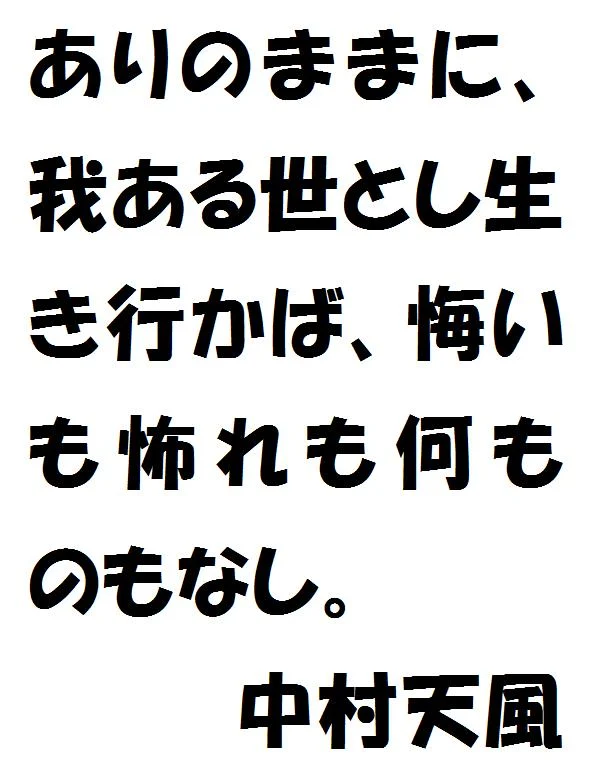 ありのままに、
我ある世とし生
き行かば、悔い
も怖れも何も
のもなし。
中村天風